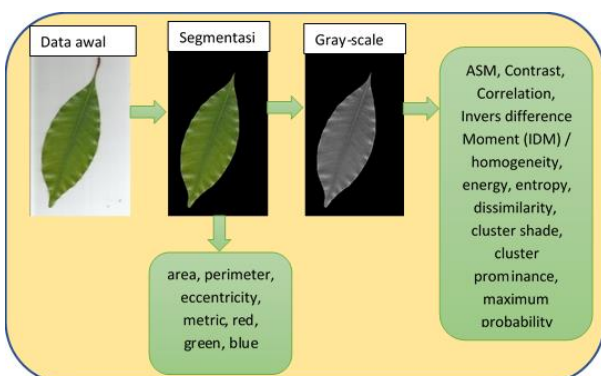 Data awal
Segmentasi
Gray-scale
ASM, Contrast,
Correlation,
Invers difference
Moment (IDM) /
homogeneity,
energy, entropy,
dissimilarity,
cluster shade,
cluster
prominance,
maximum
probability
area, perimeter,
eccentricity,
metric, red,
green, blue